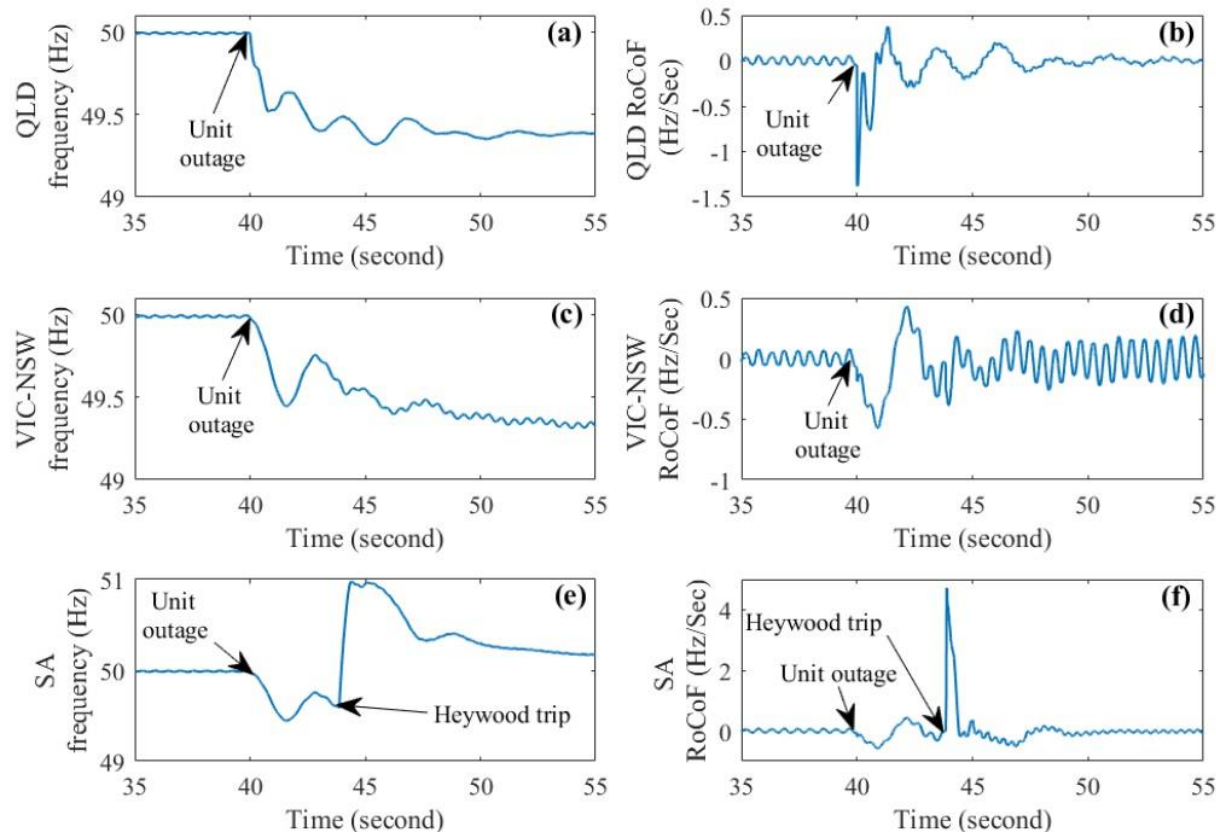 QLD
frequency (Hz)
50
49.5
49
(a)
Unit
outage
35
40
45
50
55
Time (second)
QLD RoCoF
(Hz/Sec)
0.5
0
-0.5
-1
-1.5
(b)
Unit
outage
35
40
45
50
55
Time (second)
VIC-NSW
frequency (Hz)
50
49.5
49
(c)
Unit
outage
35
40
45
50
55
Time (second)
VIC-NSW
RoCoF (Hz/Sec)
0.5
0
-0.5
-1
(d)
Unit
outage
35
40
45
50
55
Time (second)
SA
frequency (Hz)
51
50
49
(e)
Unit
outage
Heywood trip
35
40
45
50
55
Time (second)
SA
RoCoF (Hz/Sec)
4
2
0
(f)
Heywood trip
Unit outage
35
40
45
50
55
Time (second)